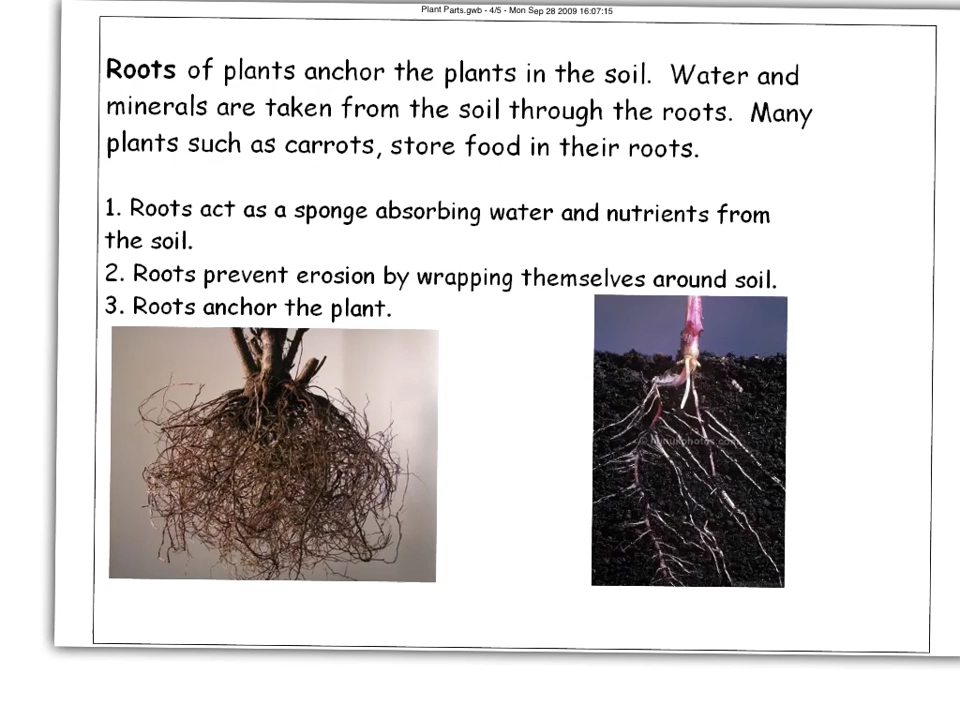 Plant Parts.gwb - 4/5 - Mon Sep 28 2009 16:07:15
Roots of plants anchor the plants in the soil. Water and
minerals are taken from the soil through the roots. Many
plants such as carrots, store food in their roots.
1. Roots act as a sponge absorbing water and nutrients from
the soil.
2. Roots prevent erosion by wrapping themselves around soil.
3. Roots anchor the plant.